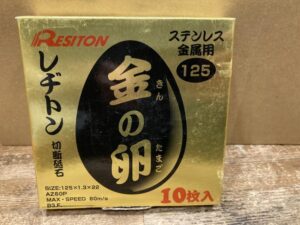 RESITON
ステンレス
金属用
125
レヂトン
切断砥石
金の卵
きん
たまご
SIZE:125×1.3×22
AZ60P
MAX・SPEED 80m/s
B3.F.
10枚入